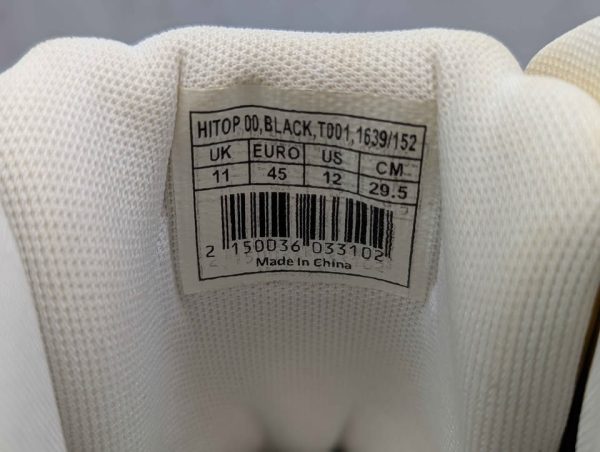 HITOP 00,BLACK,T001,1639/152
UK EURO US CM
11 45 12 29.5
2 150036 033102
Made In China